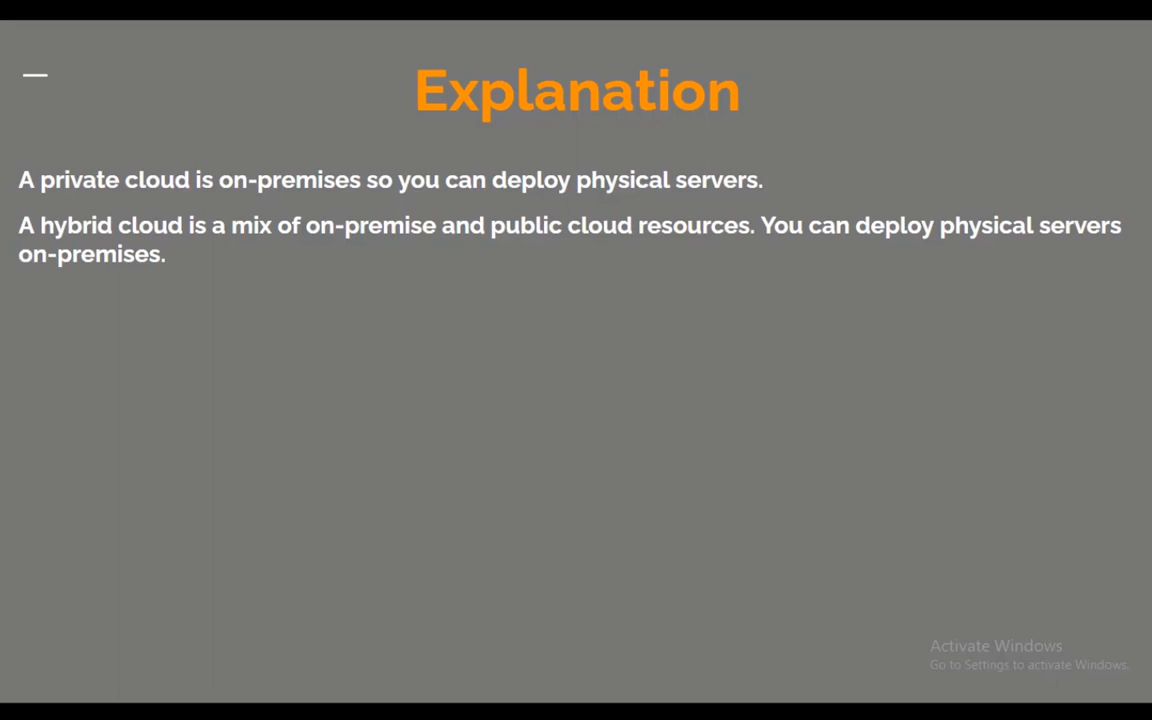 Explanation
A private cloud is on-premises so you can deploy physical servers.
A hybrid cloud is a mix of on-premise and public cloud resources. You can deploy physical servers
on-premises.
Activate Windows
Go to Settings to activate Windows.